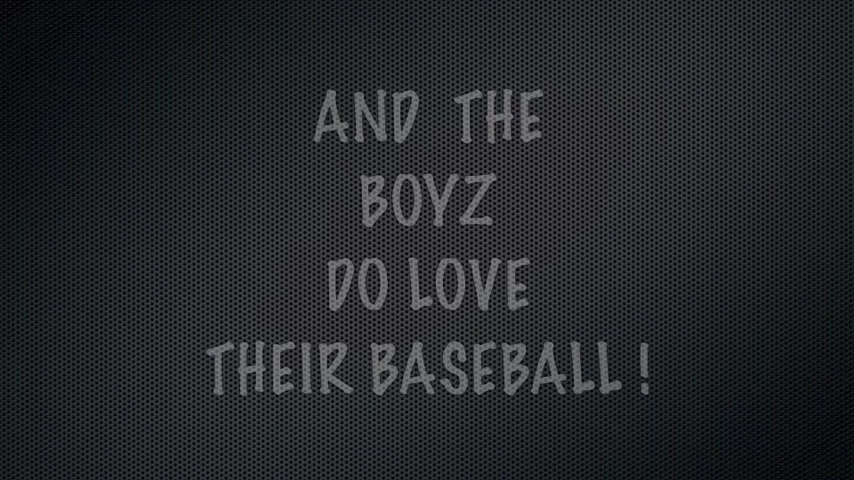 AND THE
BOYZ
DO LOVE
THEIR BASEBALL !